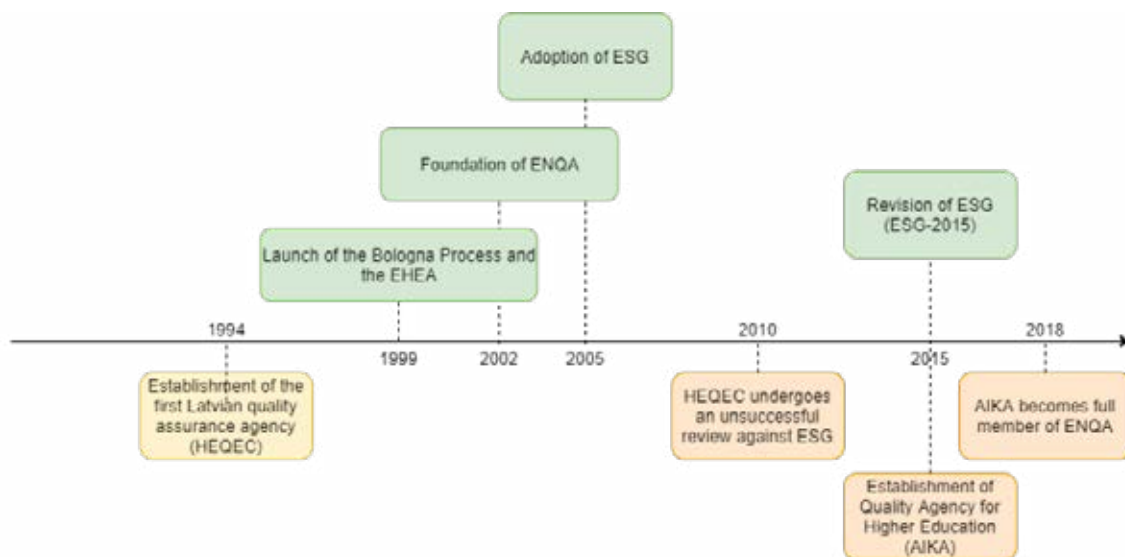 Adoption of ESG
Foundation of ENQA
Revision of ESG
(ESG-2015)
Launch of the Bologna Process and
the EHEA
1994
2010
2018
1999
2002
2005
2015
Establishment of the
first Latvian quality
assurance agency
(HEQEC)
HEQEC undergoes
an unsuccessful
review against ESG
AIKA becomes full
member of ENQA
Establishment of
Quality Agency for
Higher Education
(AIKA)